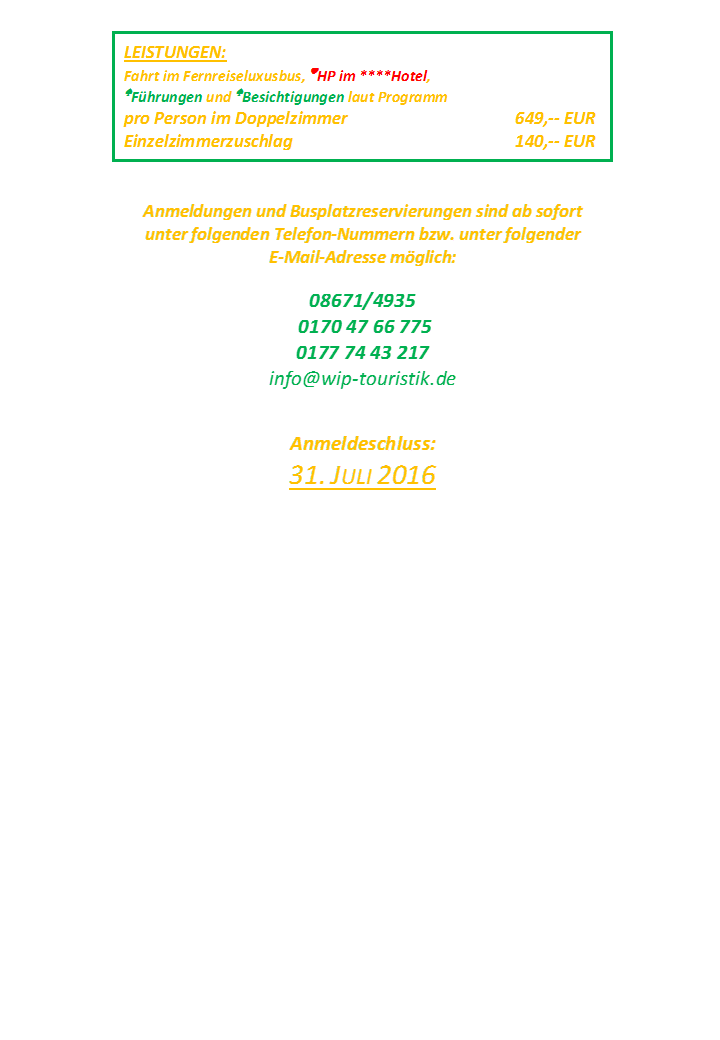 LEISTUNGEN:
Fahrt im Fernreiseluxusbus, ♥HP im ****Hotel,
♠Führungen und ♠Besichtigungen laut Programm
pro Person im Doppelzimmer 649,-- EUR
Einzelzimmerzuschlag 140,-- EUR
Anmeldungen und Busplatzreservierungen sind ab sofort
unter folgenden Telefon-Nummern bzw. unter folgender
E-Mail-Adresse möglich:
08671/4935
0170 47 66 775
0177 74 43 217
info@wip-touristik.de
Anmeldeschluss:
31. JULI 2016